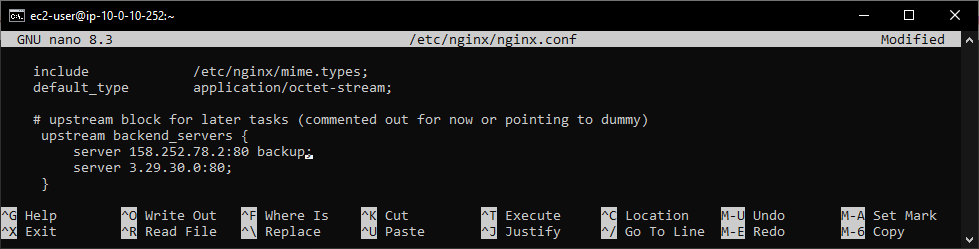 ec2-user@ip-10-0-10-252:~
GNU nano 8.3 /etc/nginx/nginx.conf Modified
include /etc/nginx/mime.types;
default_type application/octet-stream;
# upstream block for later tasks (commented out for now or pointing to dummy)
upstream backend_servers {
server 158.252.78.2:80 backup;
server 3.29.30.0:80;
}
^G Help ^O Write Out ^F Where Is ^K Cut ^T Execute ^C Location M-U Undo M-A Set Mark
^X Exit ^R Read File ^\ Replace ^U Paste ^J Justify ^/ Go To Line M-E Redo M-6 Copy